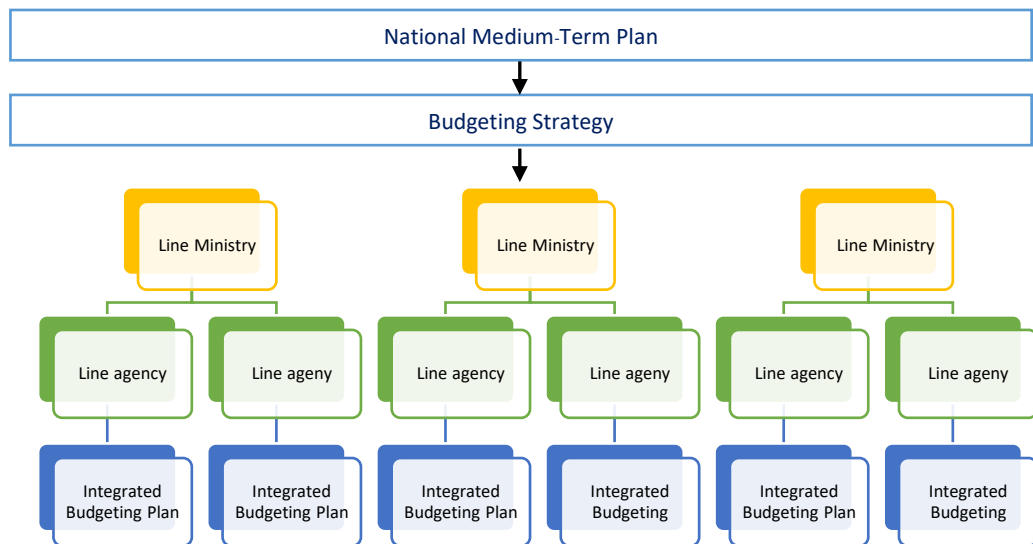 National Medium-Term Plan
Budgeting Strategy
Line Ministry
Line Ministry
Line Ministry
Line agency
Line ageny
Line agency
Line ageny
Line agency
Line ageny
Integrated
Budgeting Plan
Integrated
Budgeting Plan
Integrated
Budgeting Plan
Integrated
Budgeting
Integrated
Budgeting Plan
Integrated
Budgeting